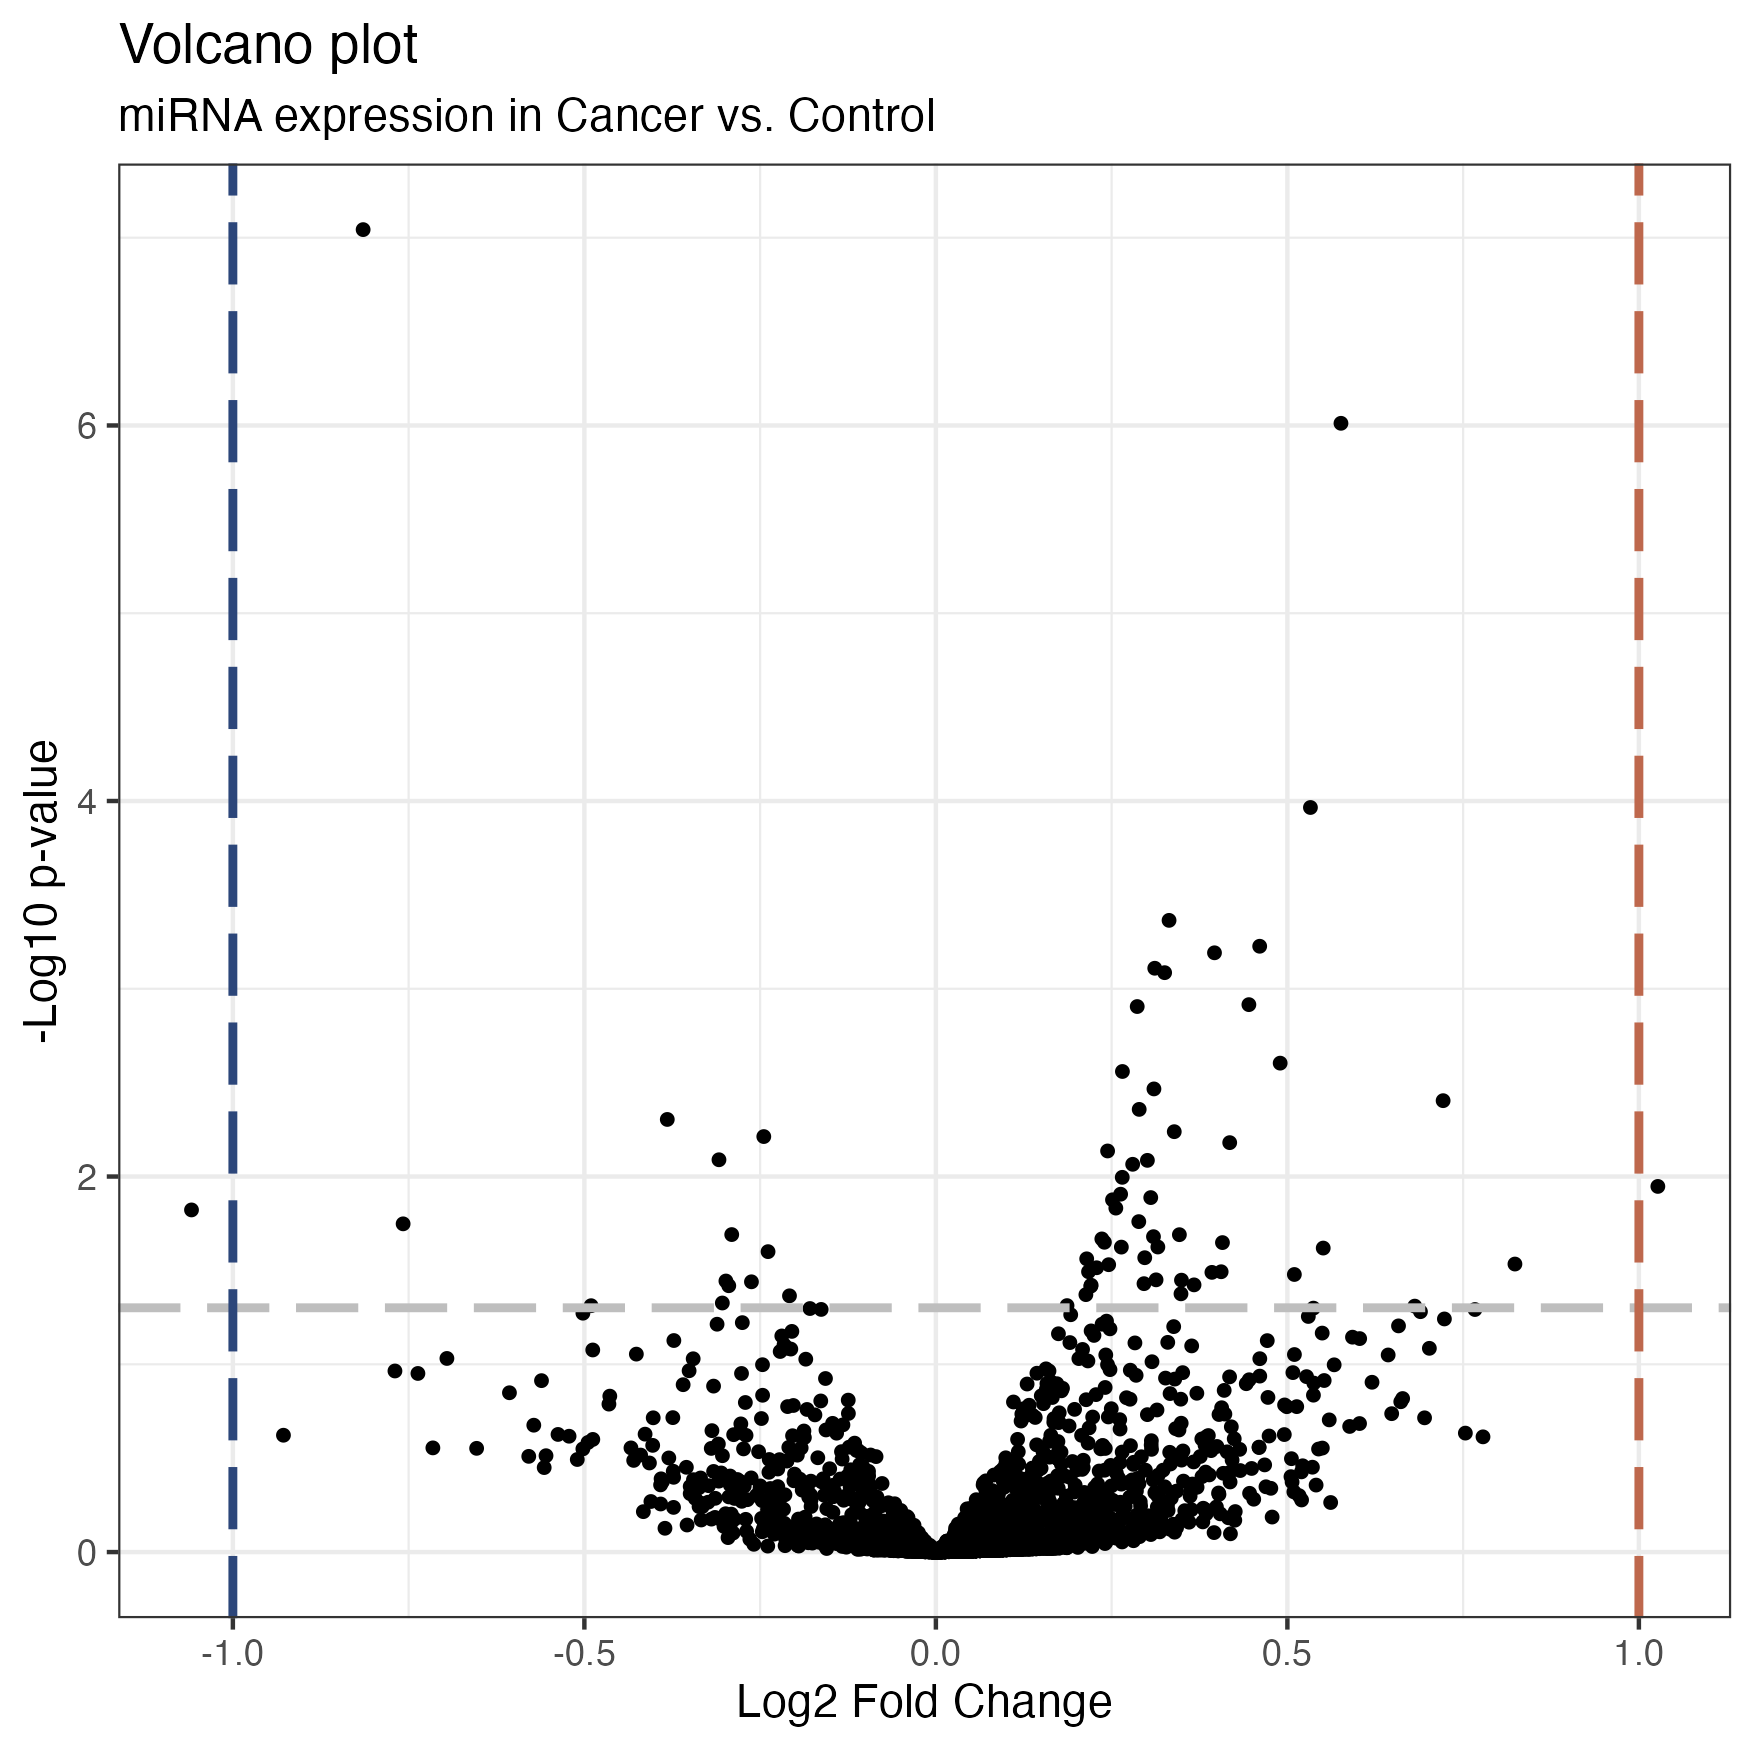 Volcano plot
miRNA expression in Cancer vs. Control
-Log10 p-value
6
4
2
0
-1.0
-0.5
0.0
0.5
1.0
Log2 Fold Change